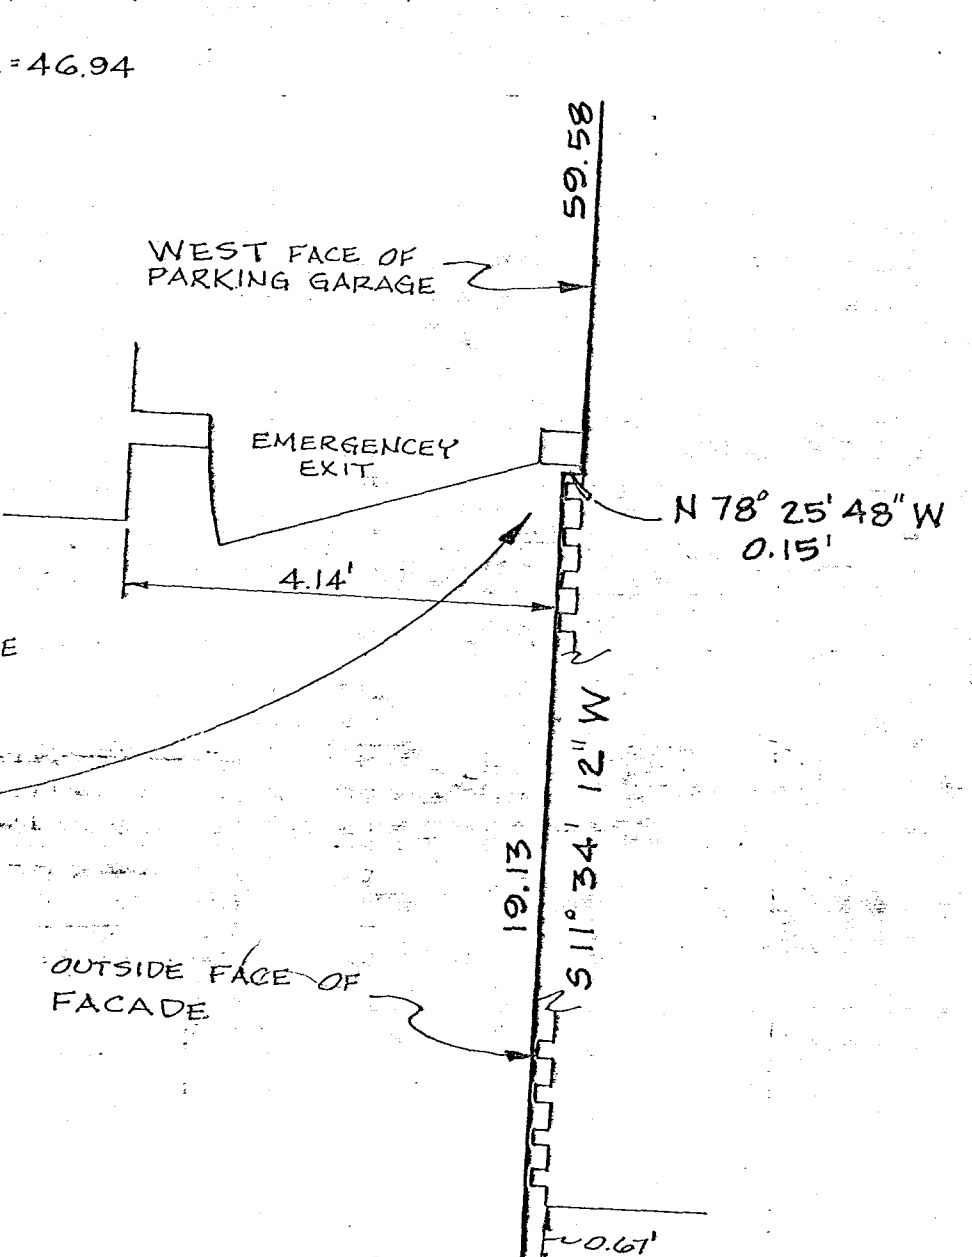 =46.94
59.58
WEST FACE OF
PARKING GARAGE
EMERGENCEY
EXIT
N 78° 25' 48" W
0.15'
4.14'
E
S 11° 34' 12" W
19.13
OUTSIDE FACE OF
FACADE
0.67'